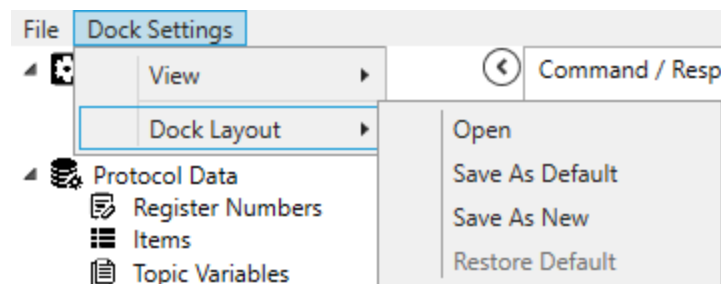 File Dock Settings
View
Command / Resp
Dock Layout
Open
Protocol Data
Save As Default
Register Numbers
Save As New
Items
Restore Default
Topic Variables